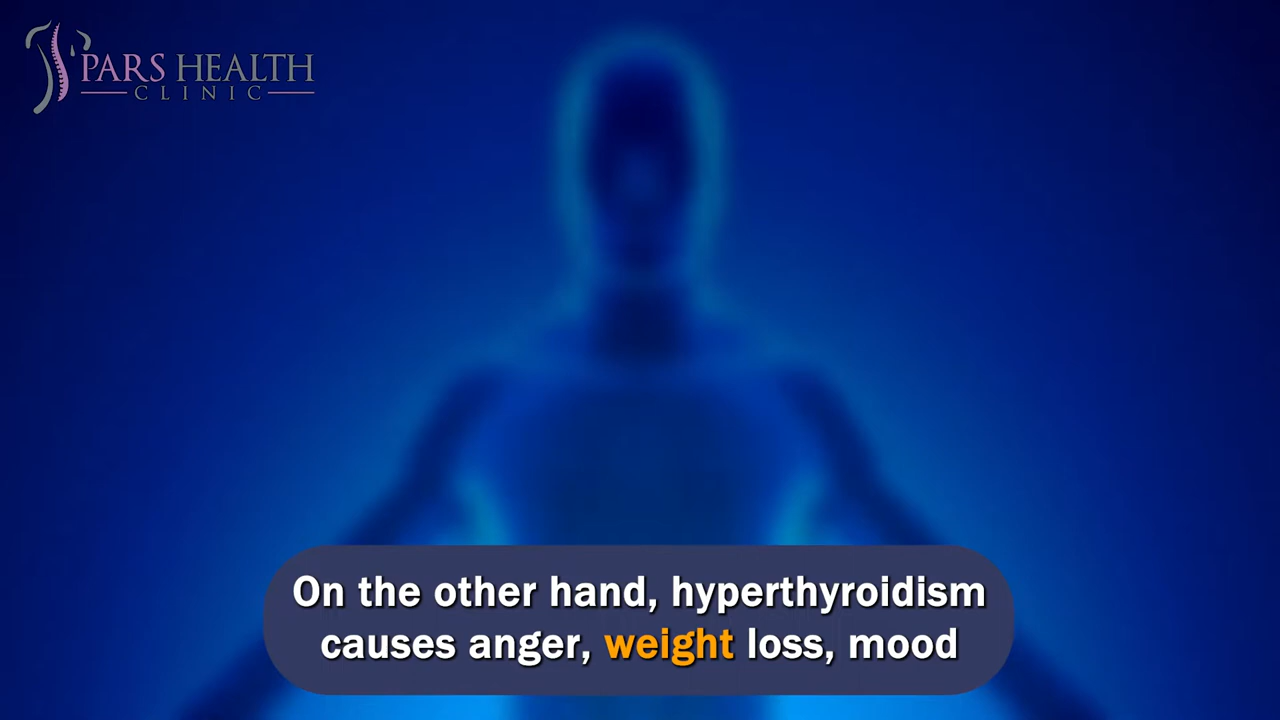 PARS HEALTH
CLINIC
On the other hand, hyperthyroidism
causes anger, weight loss, mood